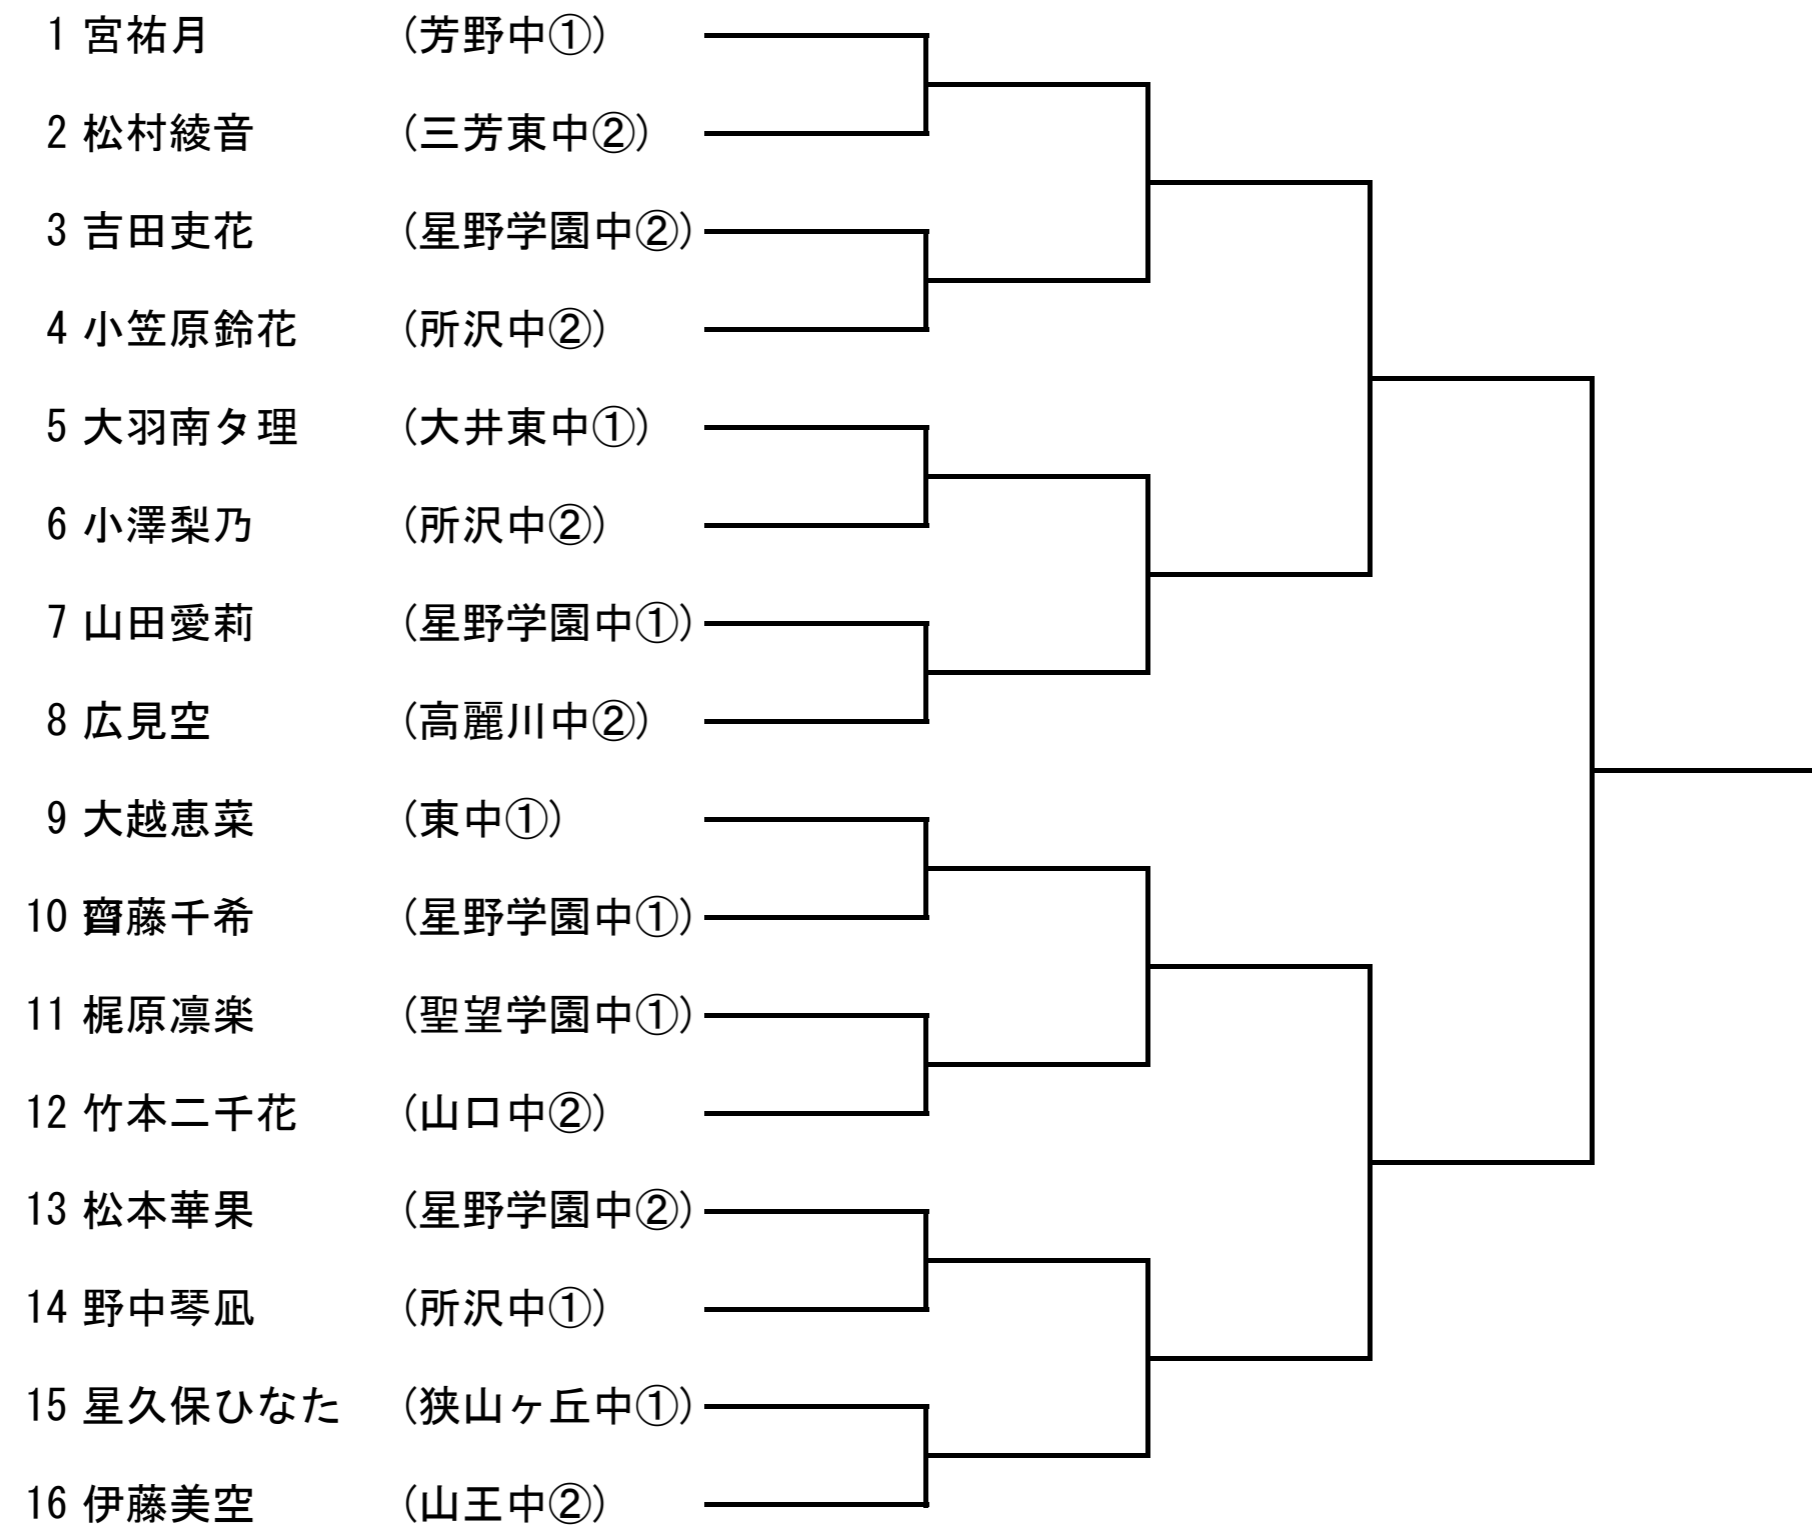 1 宮祐月 (芳野中①)
2 松村綾音 (三芳東中②)
3 吉田吏花 (星野学園中②)
4 小笠原鈴花 (所沢中②)
5 大羽南タ理 (大井東中①)
6 小澤梨乃 (所沢中②)
7 山田愛莉 (星野学園中①)
8 広見空 (高麗川中②)
9 大越恵菜 (東中①)
10 齋藤千希 (星野学園中①)
11 梶原凛楽 (聖望学園中①)
12 竹本二千花 (山口中②)
13 松本華果 (星野学園中②)
14 野中琴凪 (所沢中①)
15 星久保ひなた (狭山ヶ丘中①)
16 伊藤美空 (山王中②)